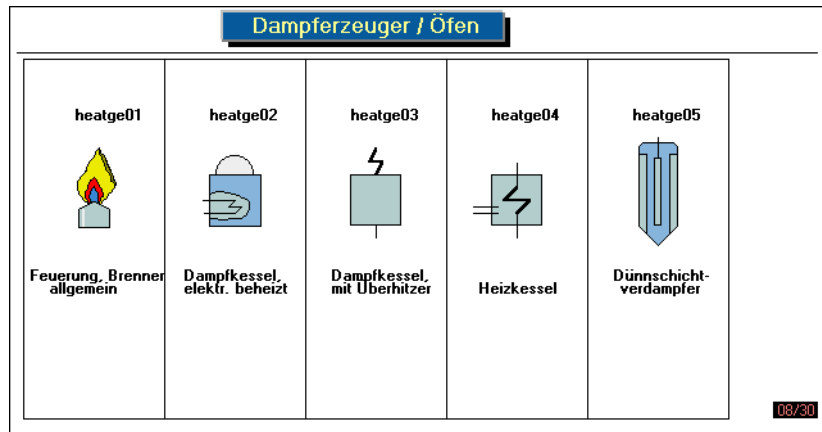 Dampferzeuger / Öfen
heatge01
heatge02
heatge03
heatge04
heatge05
Feuerung, Brenner
allgemein
Dampfkessel,
elektr. beheizt
Dampfkessel,
mit Überhitzer
Heizkessel
Dünnschicht-
verdampfer
08/30